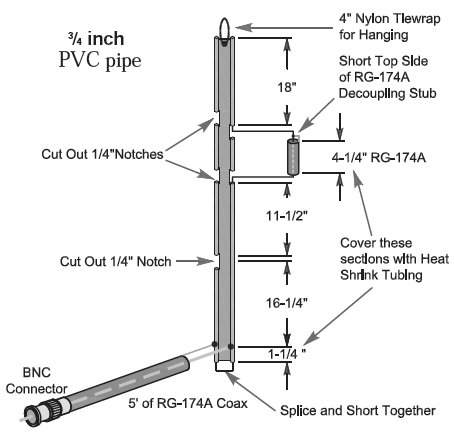 4" Nylon Tlewrap
for Hanging
3/4 inch
PVC pipe
Short Top Side
of RG-174A
Decoupling Stub
18"
Cut Out 1/4"Notches
4-1/4" RG-174A
11-1/2"
Cover these
sections with Heat
Shrink Tubing
Cut Out 1/4" Notch
16-1/4"
1-1/4 "
BNC
Connector
5' of RG-174A Coax
Splice and Short Together